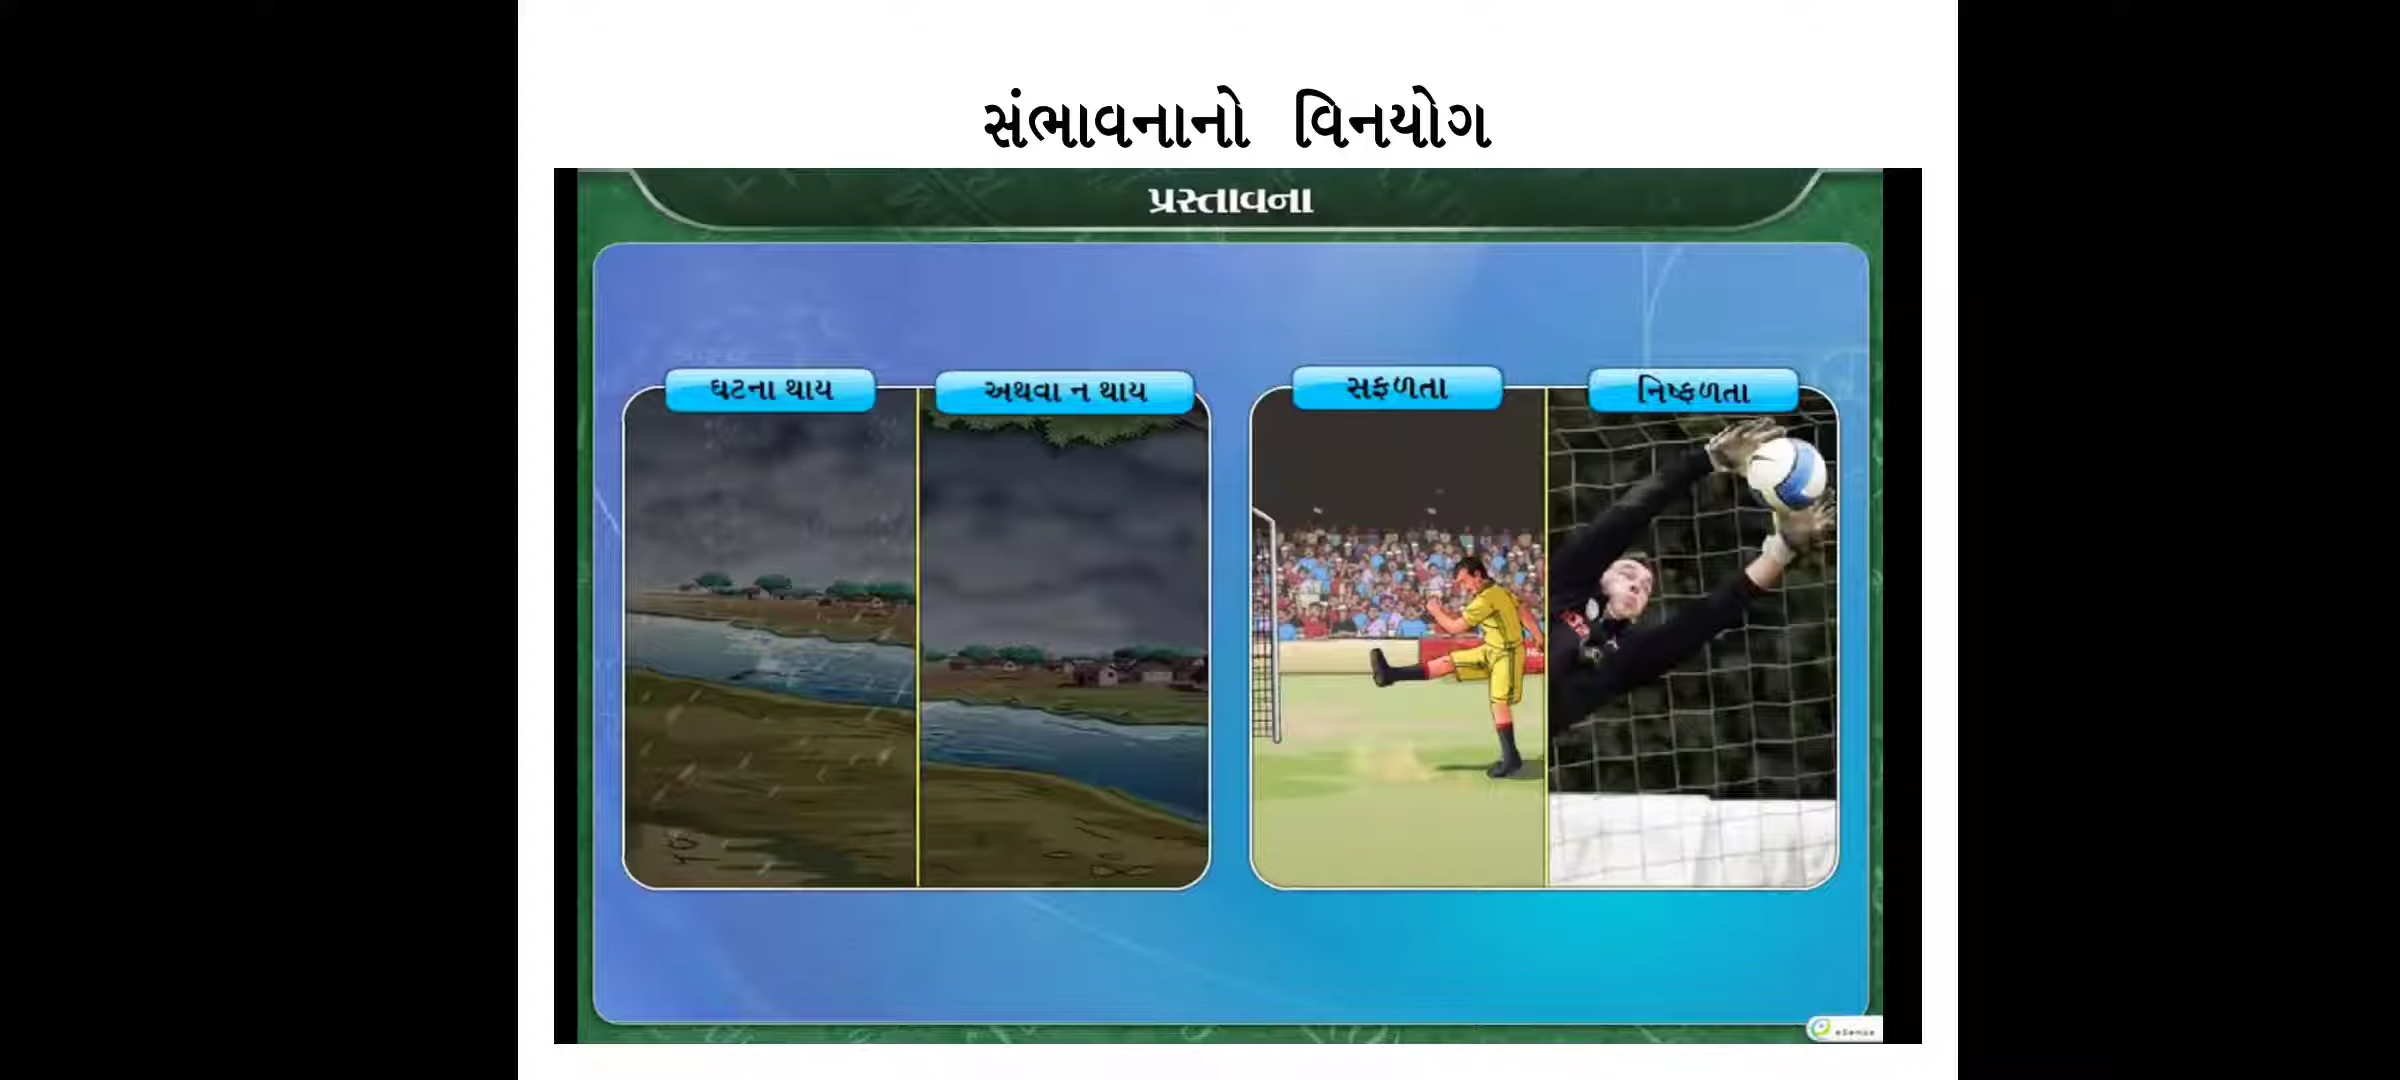 સંભાવનાનો વિનયોગ
પ્રસ્તાવના
ઘટના થાય
અથવા ન થાય
સફળતા
નિષ્ફળતા